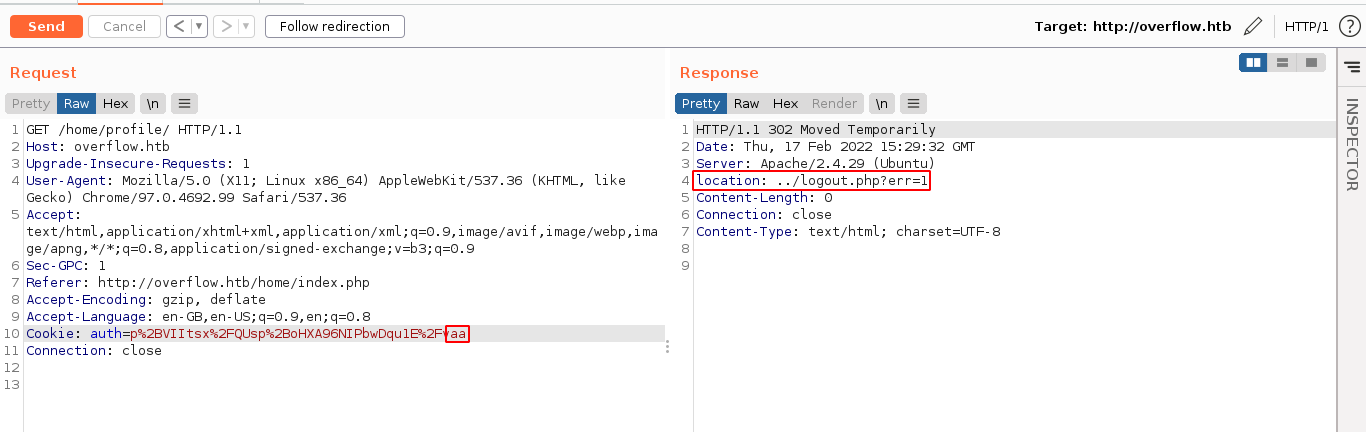 Send Cancel < ▼ > ▼ Follow redirection Target: http://overflow.htb HTTP/1 ?
Request
Pretty Raw Hex \n ≡
1 GET /home/profile/ HTTP/1.1
2 Host: overflow.htb
3 Upgrade-Insecure-Requests: 1
4 User-Agent: Mozilla/5.0 (X11; Linux x86_64) AppleWebKit/537.36 (KHTML, like
Gecko) Chrome/97.0.4692.99 Safari/537.36
5 Accept:
text/html,application/xhtml+xml,application/xml;q=0.9,image/avif,image/webp,ima
ge/apng,*/*;q=0.8,application/signed-exchange;v=b3;q=0.9
6 Sec-GPC: 1
7 Referer: http://overflow.htb/home/index.php
8 Accept-Encoding: gzip, deflate
9 Accept-Language: en-GB,en-US;q=0.9,en;q=0.8
10 Cookie: auth=p%2BVIItsx%2FQUsp%2BoHXA96NIPbwDqulE%2Fvaa
11 Connection: close
12
13
Response
Pretty Raw Hex Render \n ≡
1 HTTP/1.1 302 Moved Temporarily
2 Date: Thu, 17 Feb 2022 15:29:32 GMT
3 Server: Apache/2.4.29 (Ubuntu)
4 location: ../logout.php?err=1
5 Content-Length: 0
6 Connection: close
7 Content-Type: text/html; charset=UTF-8
8
9
INSPECTOR